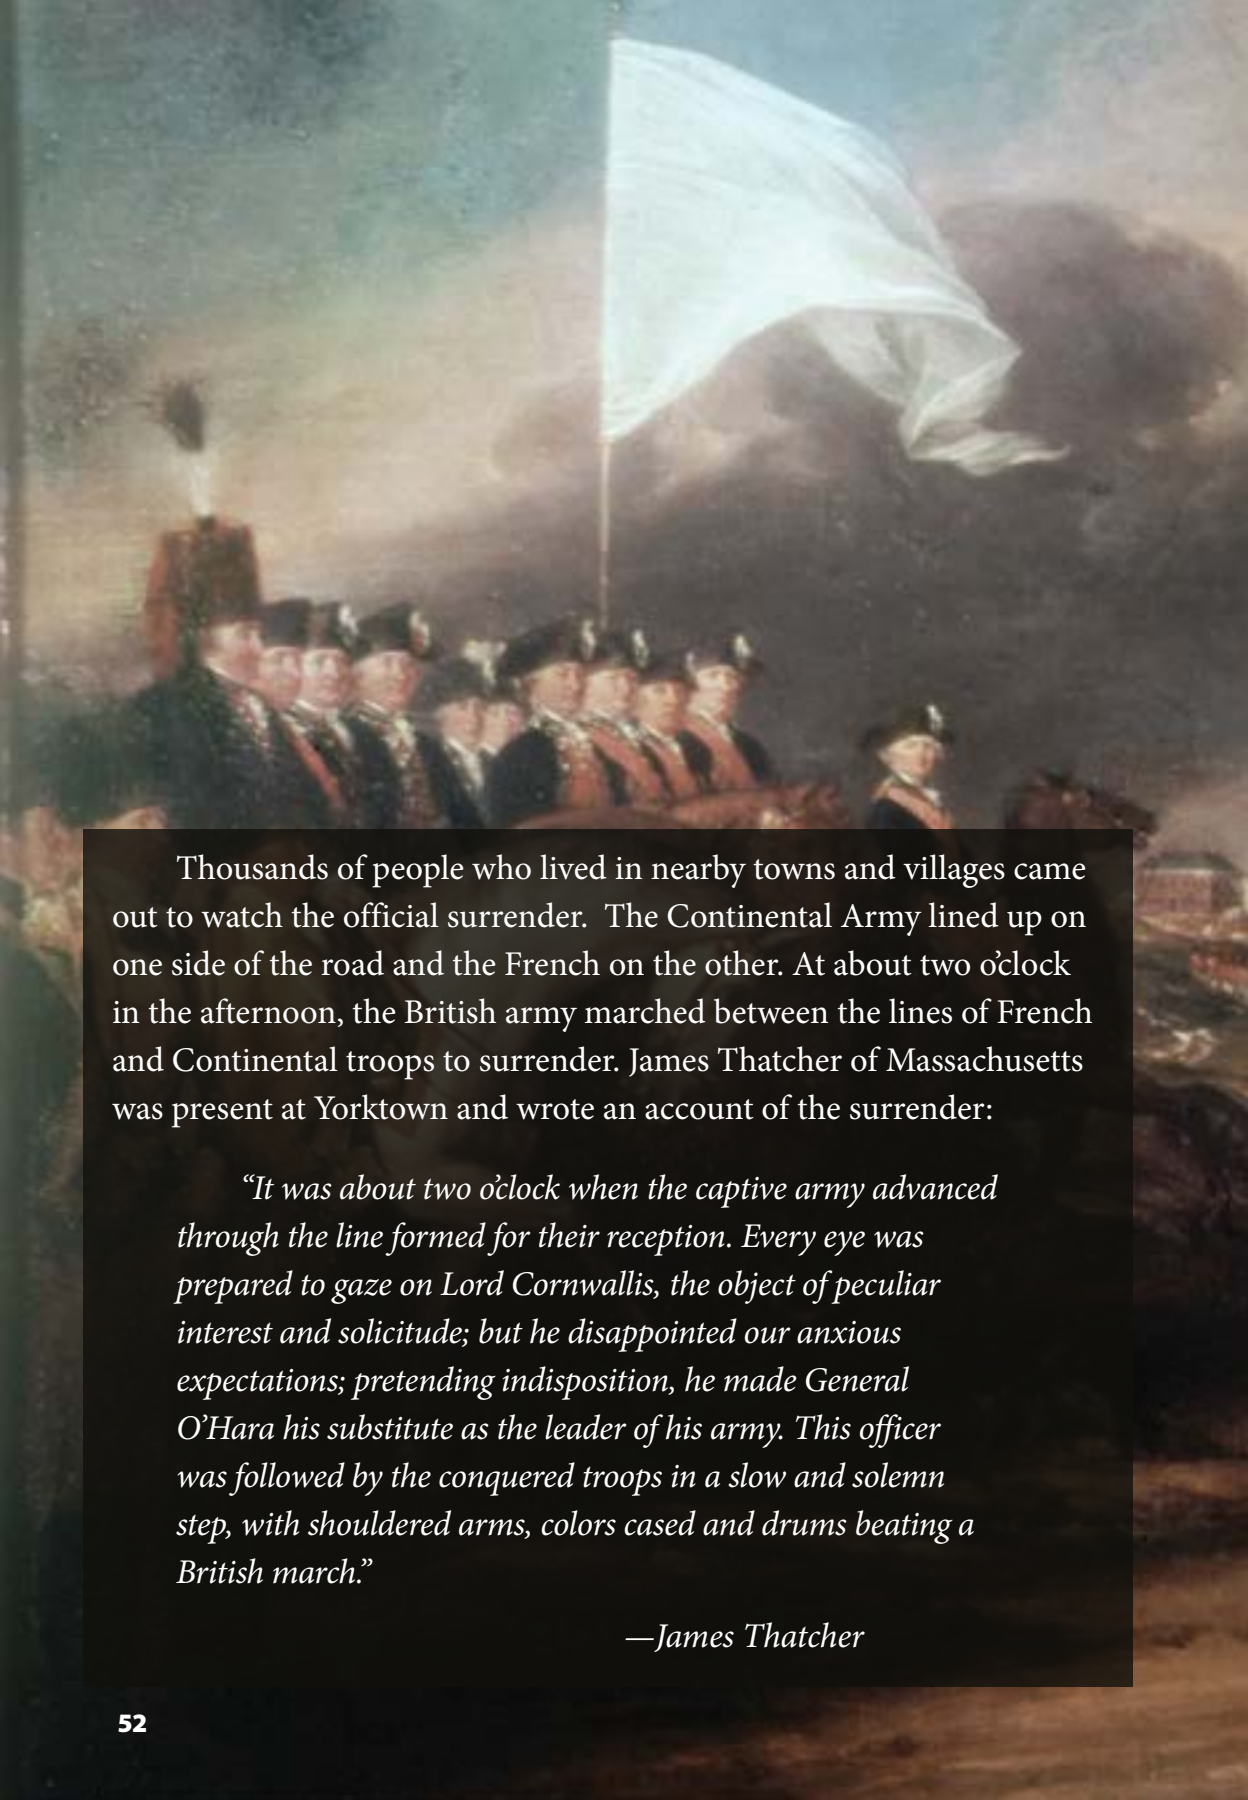 Thousands of people who lived in nearby towns and villages came
out to watch the official surrender.  The Continental Army lined up on
one side of the road and the French on the other. At about two o’clock
in the afternoon, the British army marched between the lines of French
and Continental troops to surrender. James Thatcher of Massachusetts
was present at Yorktown and wrote an account of the surrender:
“It was about two o’clock when the captive army advanced
through the line formed for their reception. Every eye was
prepared to gaze on Lord Cornwallis, the object of peculiar
interest and solicitude; but he disappointed our anxious
expectations; pretending indisposition, he made General
O’Hara his substitute as the leader of his army. This officer
was followed by the conquered troops in a slow and solemn
step, with shouldered arms, colors cased and drums beating a
British march.”
—James Thatcher
52